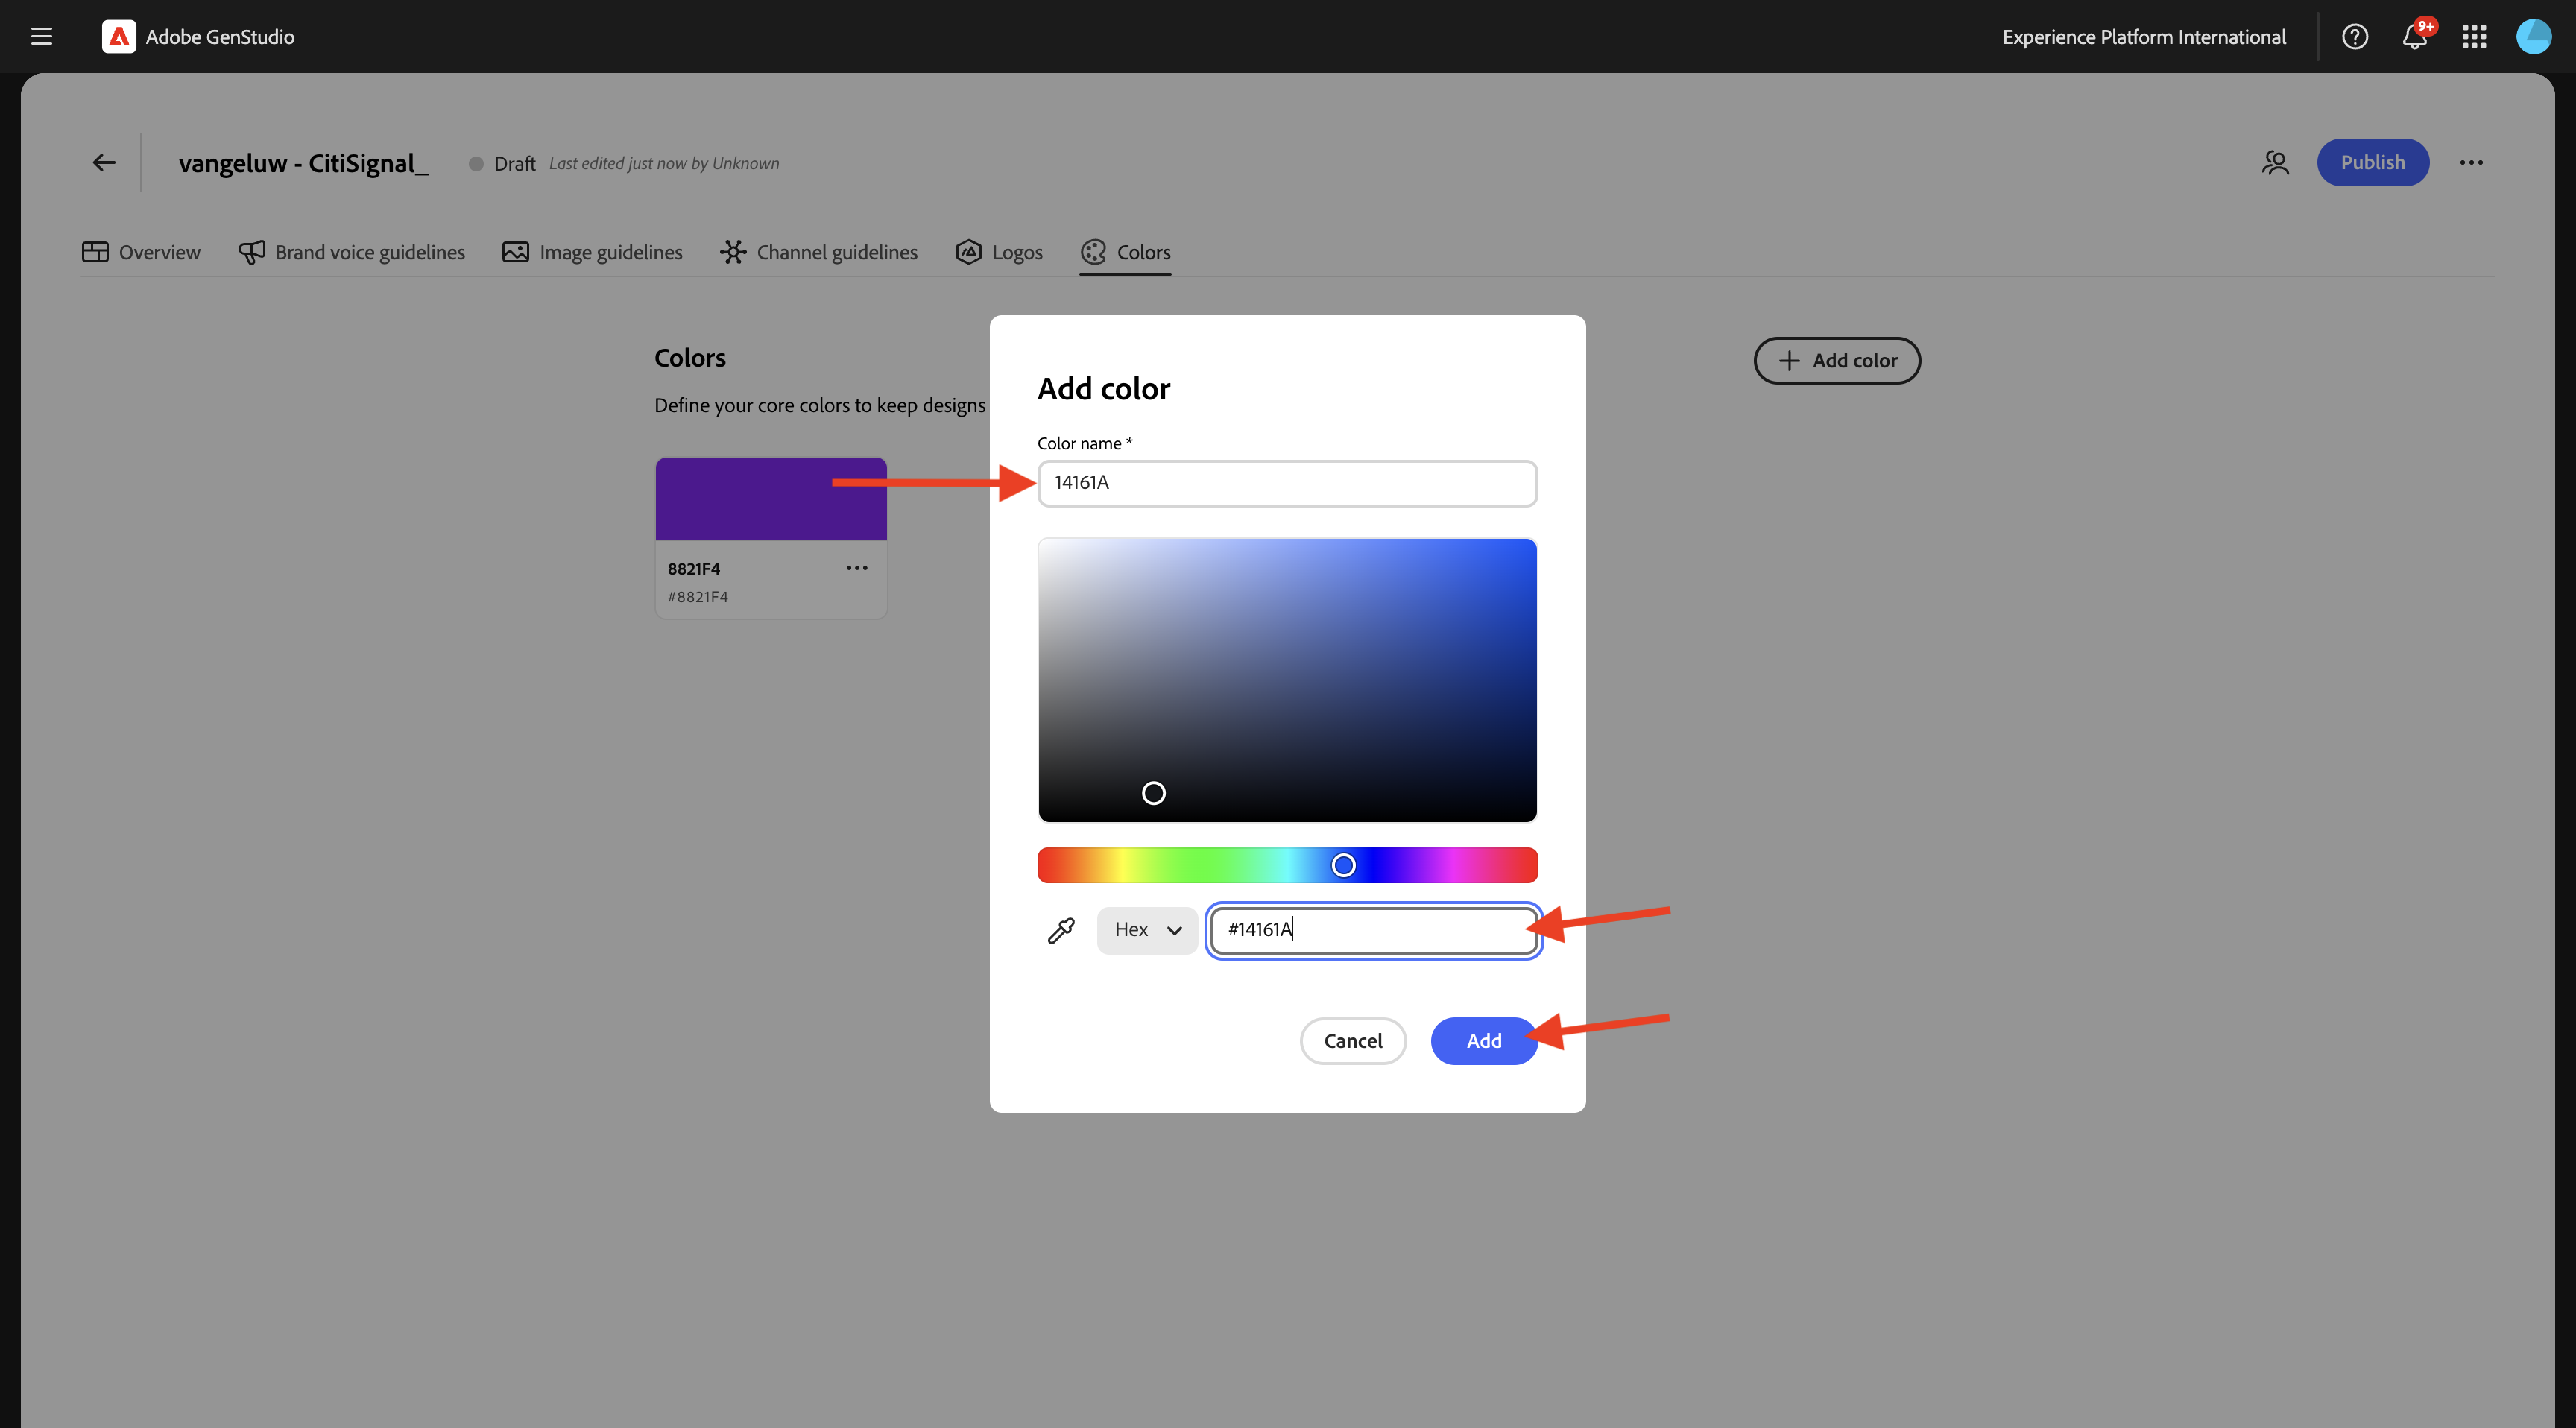 Adobe GenStudio
Experience Platform International
9+
vangeluw - CitiSignal_
Draft
Last edited just now by Unknown
Publish
Overview
Brand voice guidelines
Image guidelines
Channel guidelines
Logos
Colors
Colors
Add color
Define your core colors to keep designs
8821F4
#8821F4
Add color
Color name *
14161A
Hex
#14161A
Cancel
Add